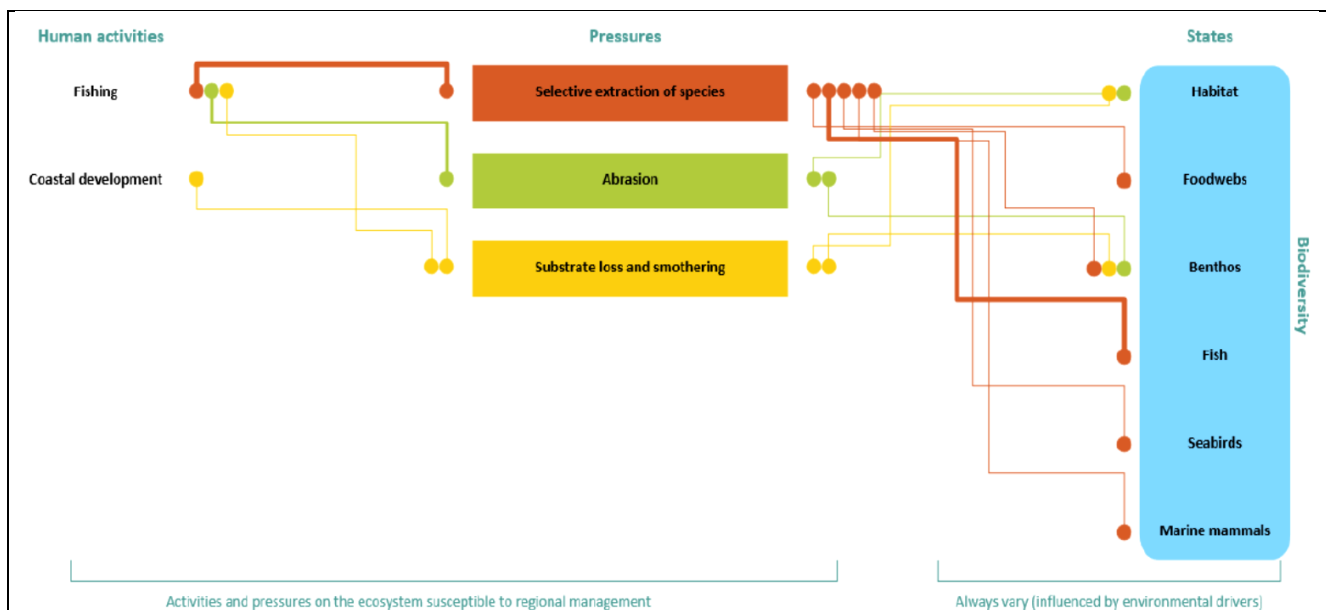 Human activities
Pressures
States
Fishing
Selective extraction of species
Habitat
Coastal development
Abrasion
Foodwebs
Substrate loss and smothering
Benthos
Biodiversity
Fish
Seabirds
Marine mammals
Activities and pressures on the ecosystem susceptible to regional management
Always vary (influenced by environmental drivers)